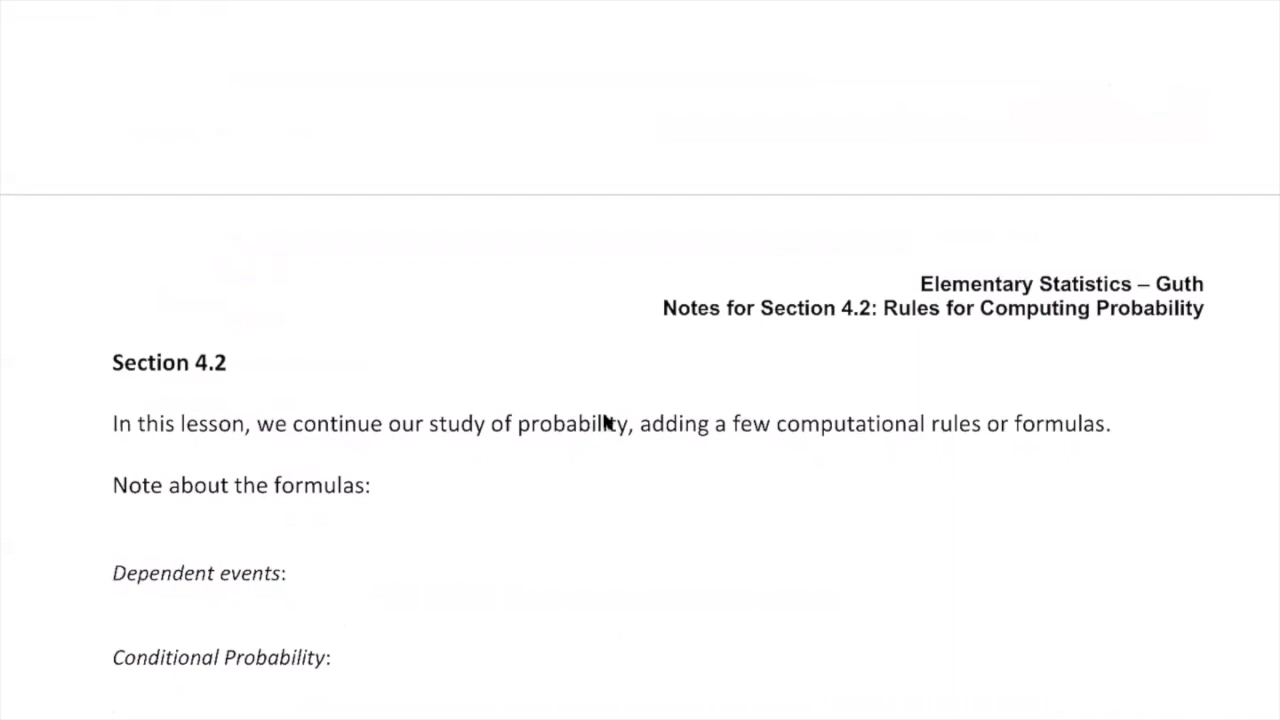 Elementary Statistics – Guth
Notes for Section 4.2: Rules for Computing Probability
Section 4.2
In this lesson, we continue our study of probability, adding a few computational rules or formulas.
Note about the formulas:
Dependent events:
Conditional Probability: